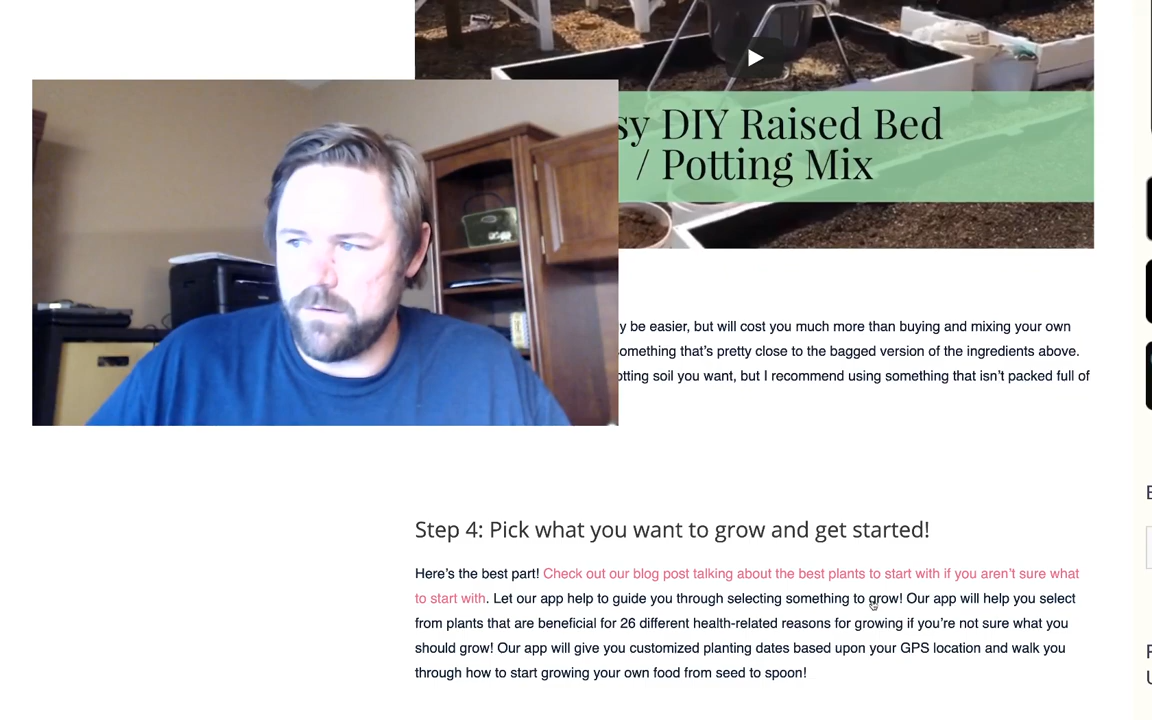 sy DIY Raised Bed
/ Potting Mix
y be easier, but will cost you much more than buying and mixing your own
something that's pretty close to the bagged version of the ingredients above.
otting soil you want, but I recommend using something that isn't packed full of
Step 4: Pick what you want to grow and get started!
Here's the best part! Check out our blog post talking about the best plants to start with if you aren't sure what
to start with. Let our app help to guide you through selecting something to grow! Our app will help you select
from plants that are beneficial for 26 different health-related reasons for growing if you're not sure what you
should grow! Our app will give you customized planting dates based upon your GPS location and walk you
through how to start growing your own food from seed to spoon!